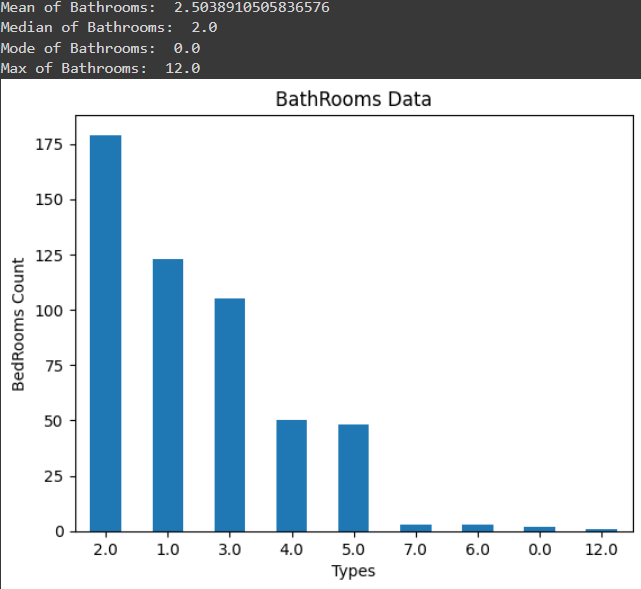 Mean of Bathrooms:  2.5038910505836576
Median of Bathrooms:  2.0
Mode of Bathrooms:  0.0
Max of Bathrooms:  12.0
BathRooms Data
175
150
125
100
75
50
25
0
BedRooms Count
2.0 1.0 3.0 4.0 5.0 7.0 6.0 0.0 12.0
Types